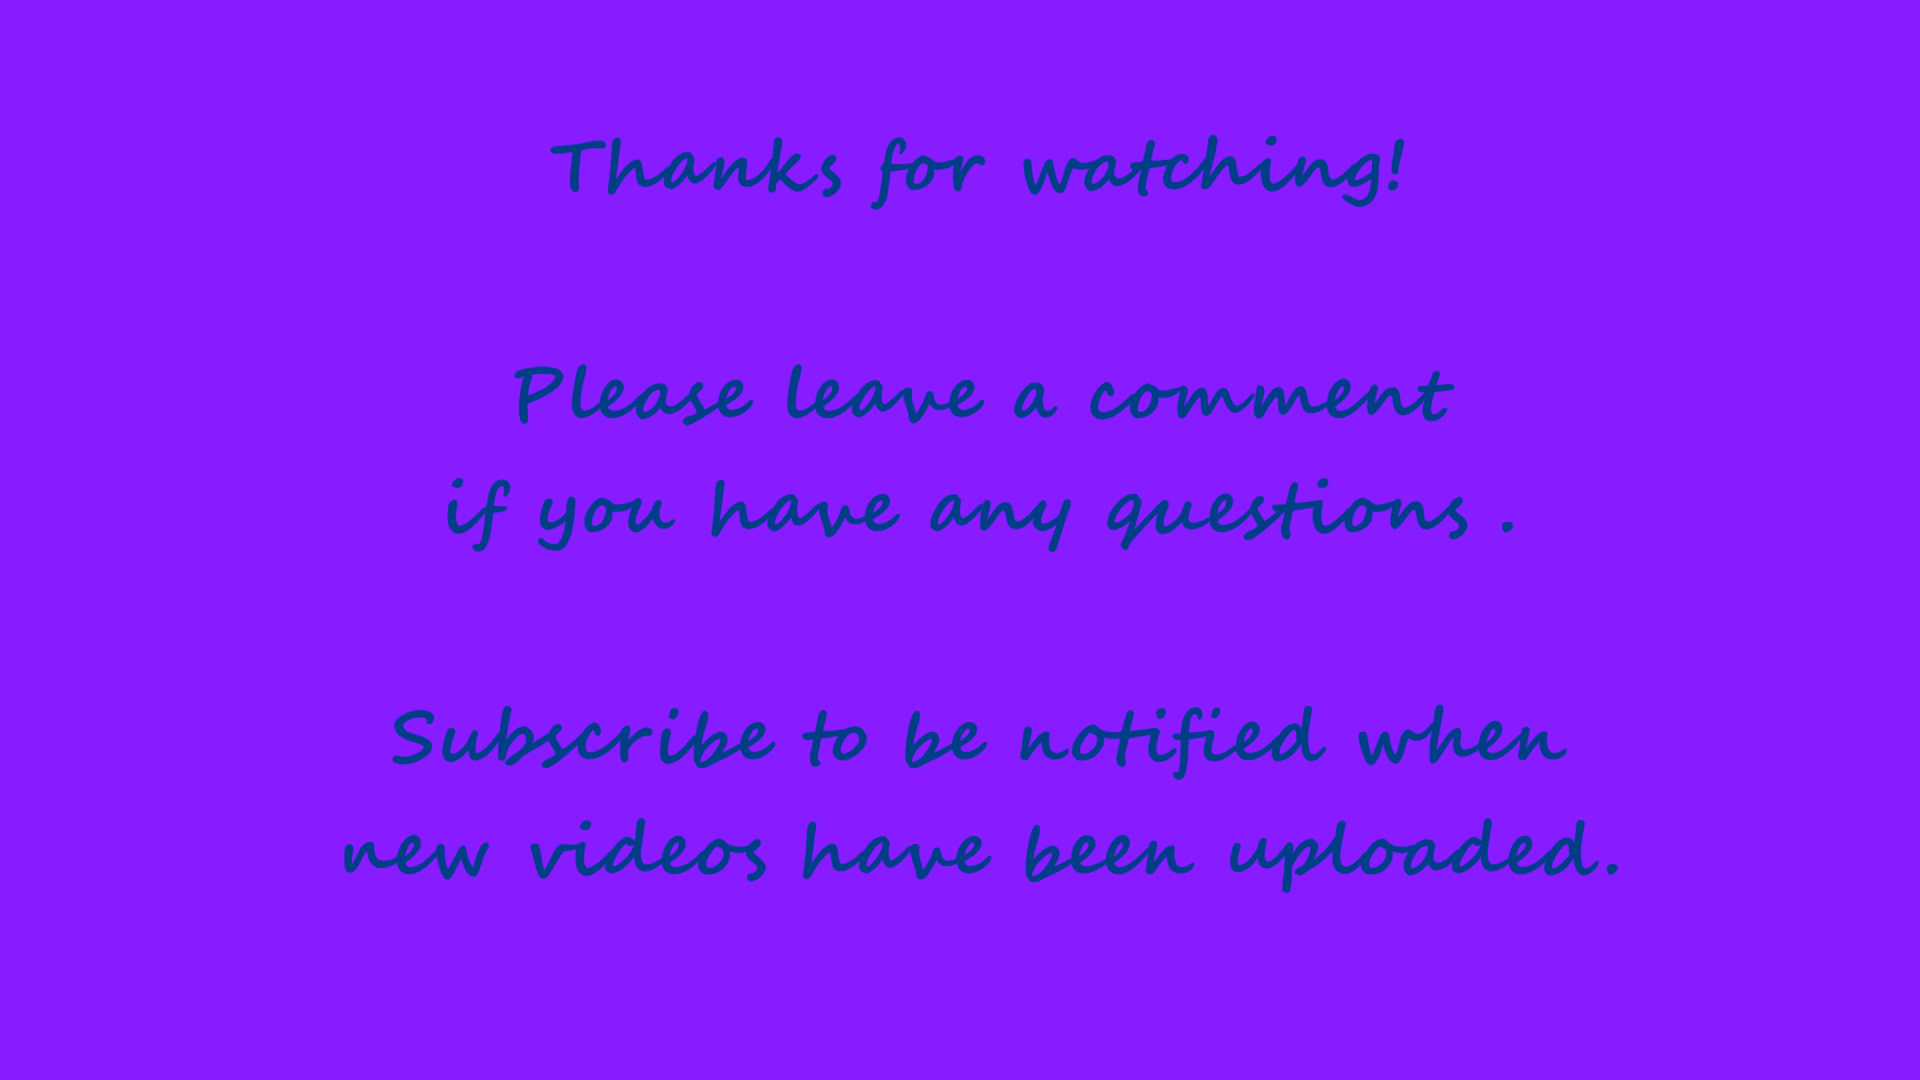 Thanks for watching!
Please leave a comment
if you have any questions .
Subscribe to be notified when
new videos have been uploaded.